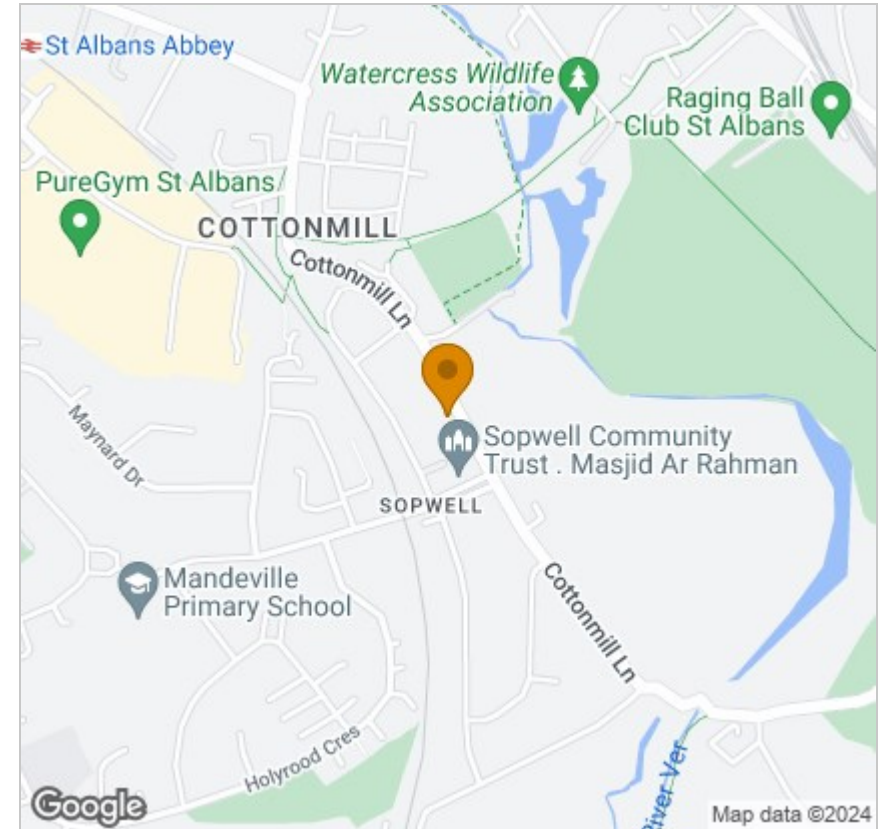 St Albans Abbey
Watercress Wildlife
Association
Raging Ball
Club St Albans
PureGym St Albans
COTTONMILL
Cottonmill Ln
Maynard Dr
Sopwell Community
Trust . Masjid Ar Rahman
SOPWELL
Mandeville
Primary School
Cottonmill Ln
Holyrood Cres
River Ver
Google
Map data ©2024